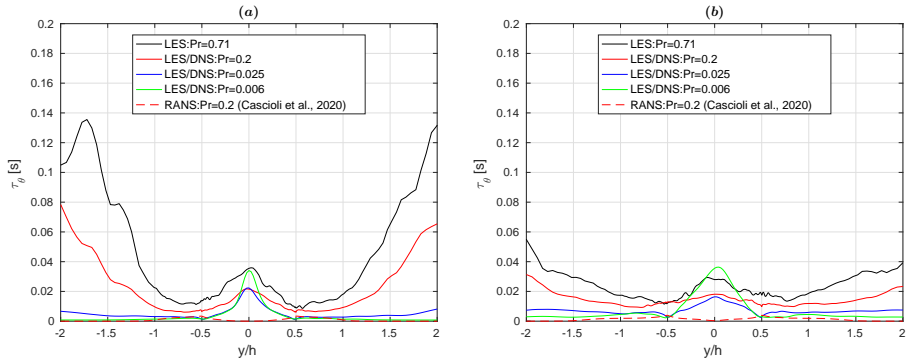 (a)
0.2
0.18
0.16
0.14
0.12
0.1
0.08
0.06
0.04
0.02
0
τθ [s]
LES:Pr=0.71
LES/DNS:Pr=0.2
LES/DNS:Pr=0.025
LES/DNS:Pr=0.006
RANS:Pr=0.2 (Cascioli et al., 2020)
-2 -1.5 -1 -0.5 0 0.5 1 1.5 2
y/h
(b)
0.2
0.18
0.16
0.14
0.12
0.1
0.08
0.06
0.04
0.02
0
τθ [s]
LES:Pr=0.71
LES/DNS:Pr=0.2
LES/DNS:Pr=0.025
LES/DNS:Pr=0.006
RANS:Pr=0.2 (Cascioli et al., 2020)
-2 -1.5 -1 -0.5 0 0.5 1 1.5 2
y/h